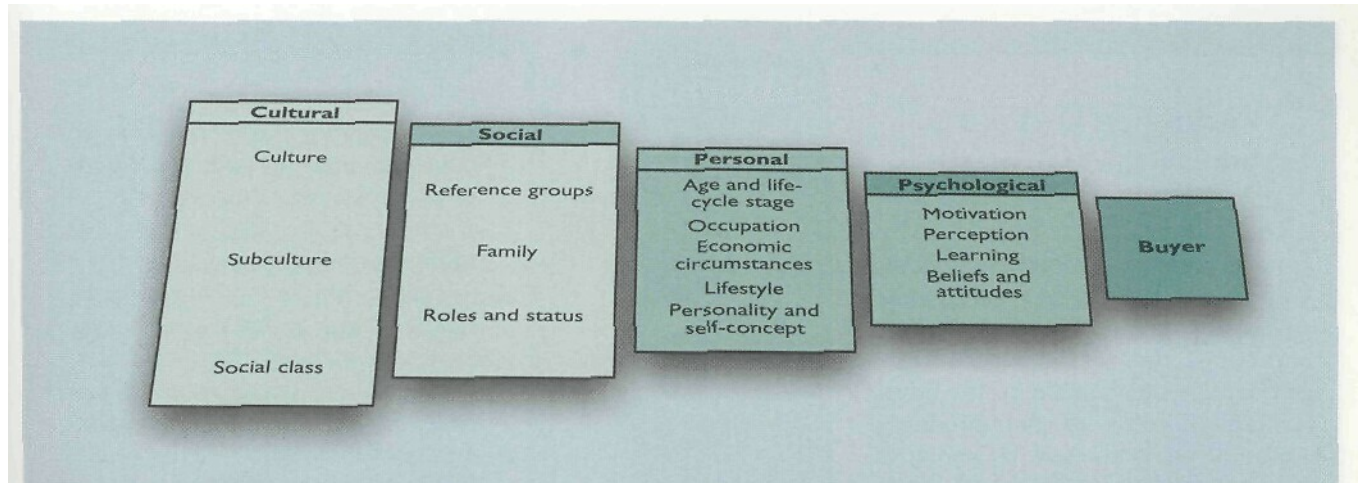 Cultural
Culture
Subculture
Social class
Social
Reference groups
Family
Roles and status
Personal
Age and life-
cycle stage
Occupation
Economic
circumstances
Lifestyle
Personality and
self-concept
Psychological
Motivation
Perception
Learning
Beliefs and
attitudes
Buyer